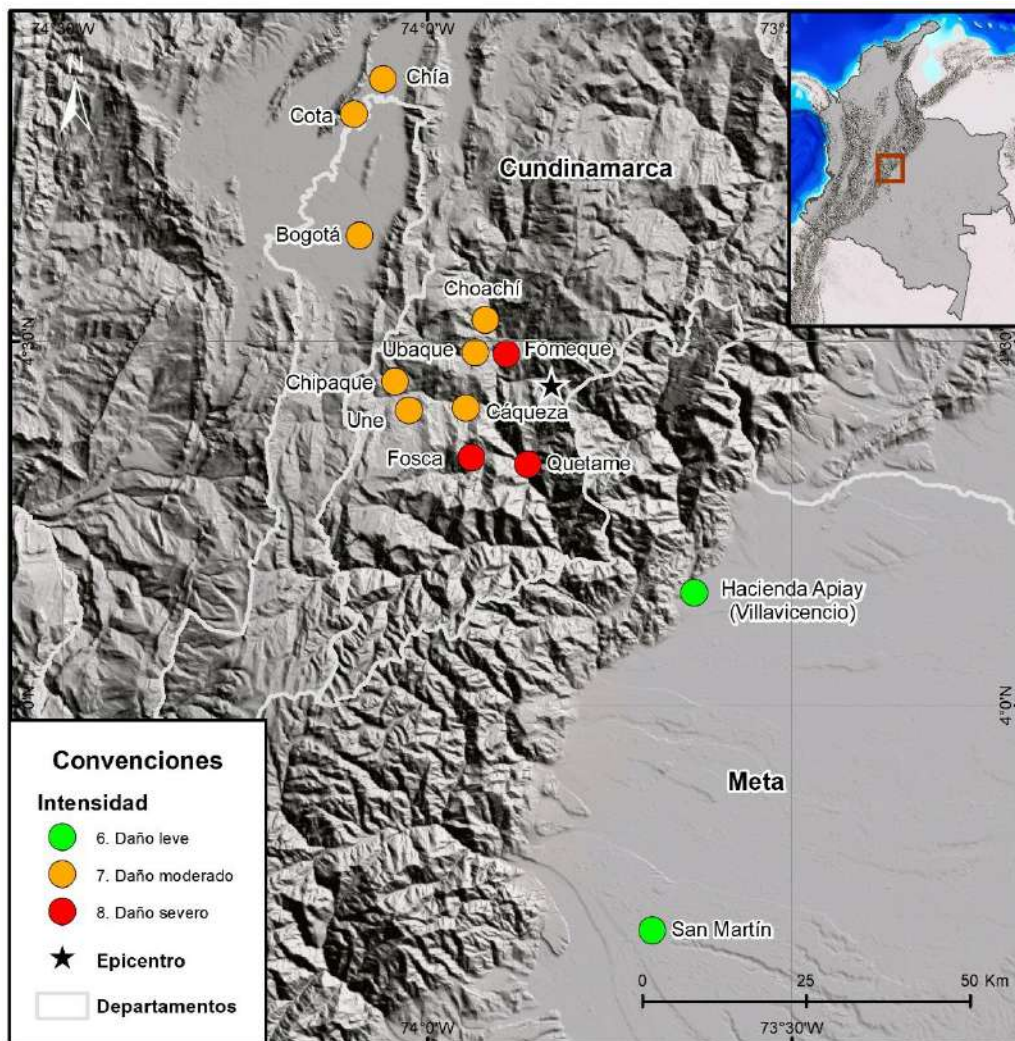 74°30'W
74°0'W
N
Chía
Cota
Cundinamarca
Bogotá
Choachí
Ubaque
Fómeque
Chipaque
Une
Cáqueza
Fosca
Quetame
Hacienda Apiay
(Villavicencio)
4°0'N
Meta
Convenciones
Intensidad
6. Daño leve
7. Daño moderado
8. Daño severo
Epicentro
Departamentos
San Martín
0 25 50 Km
74°0'W
73°30'W